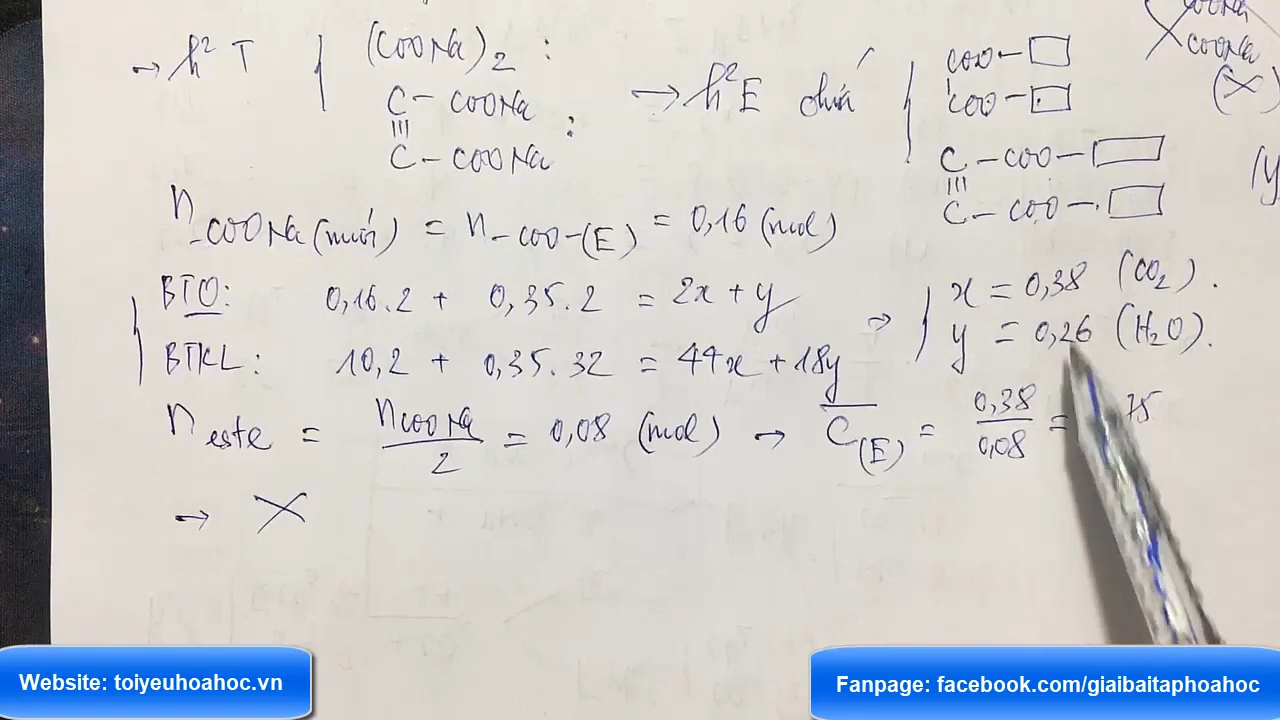 → h² T { (COONa)₂ :
C – COONa
|||
C – COONa :
→ h² E chứa { COO–
COO–
C – COO –
|||
C – COO –
COONa
(X)
(Y
n –COONa (muối) = n –COO– (E) = 0,16 (mol)
BTO: 0,16.2 + 0,35.2 = 2x + y
BTKL: 10,2 + 0,35.32 = 44x + 18y
→ { x = 0,38 (CO₂).
y = 0,26 (H₂O).
n este = nCOONa / 2 = 0,08 (mol) → C̅(E) = 0,38 / 0,08 = 75
→ X
Website: toiyeuhoahoc.vn
Fanpage: facebook.com/giaibaitaphoahoc